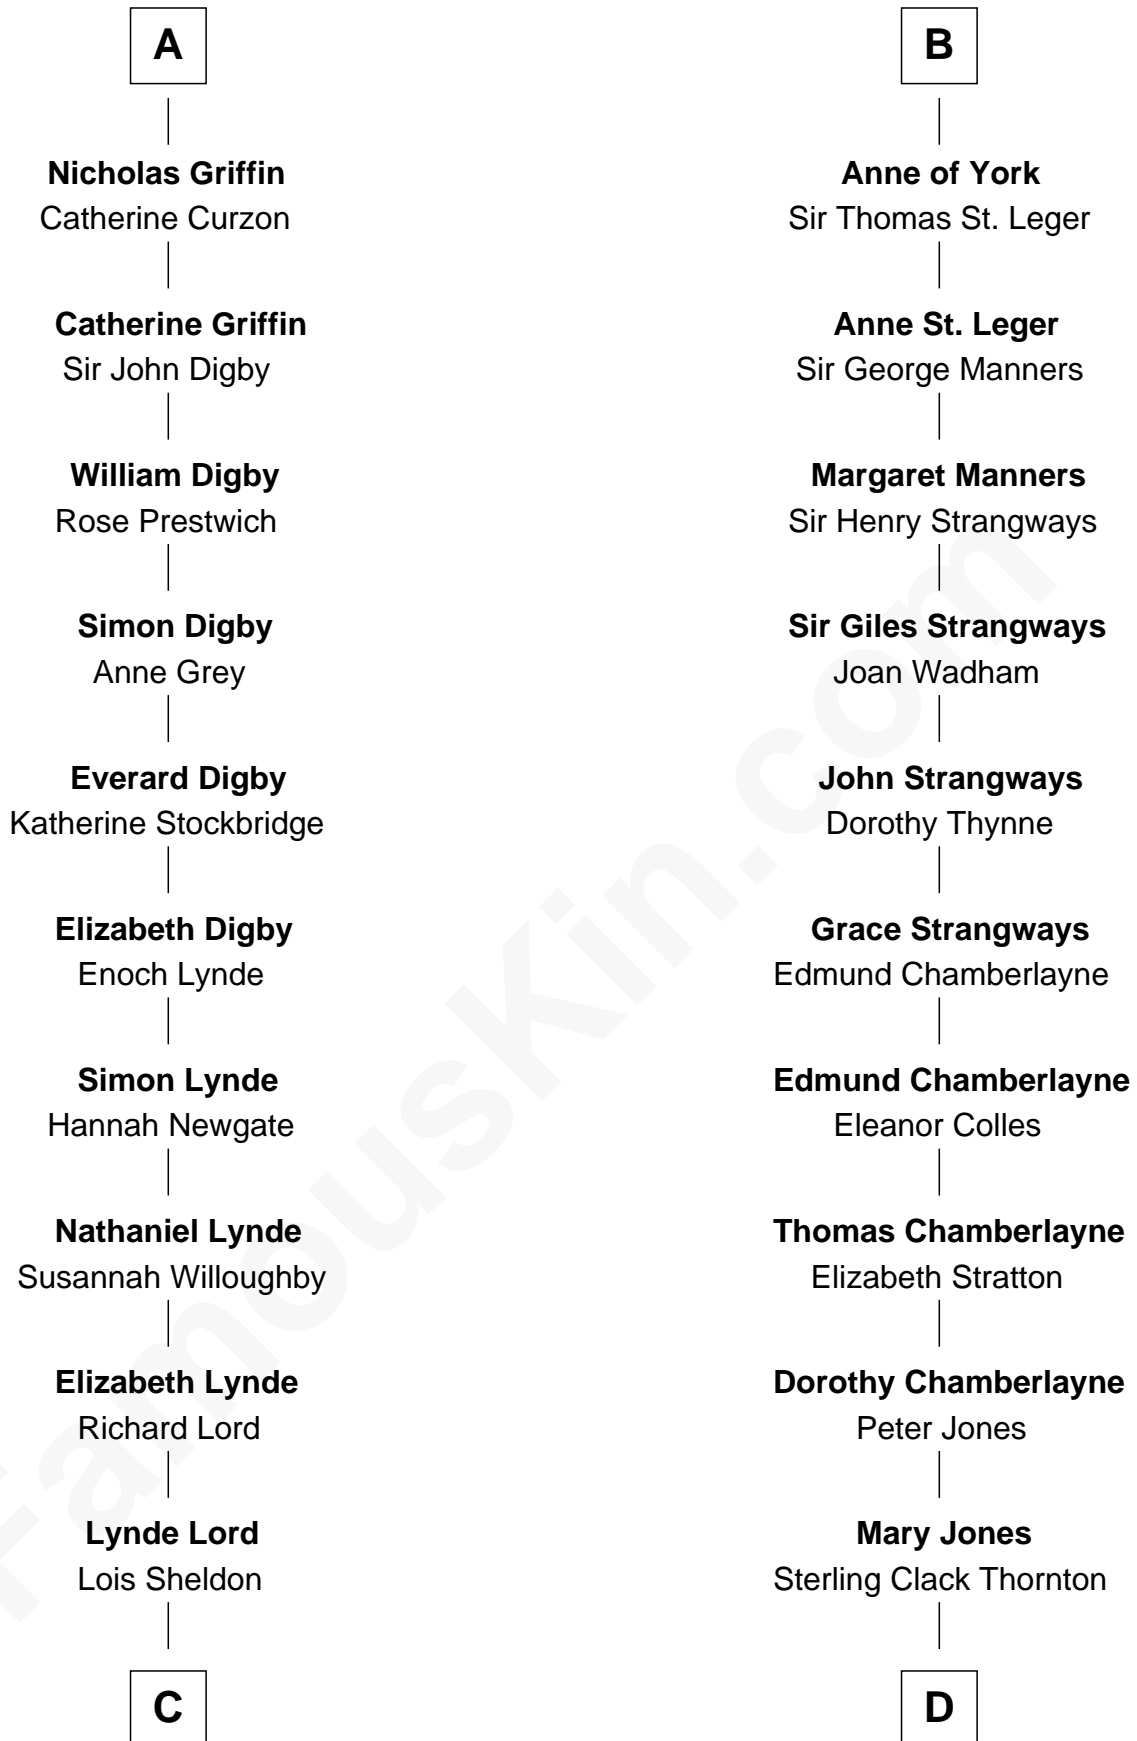 A
Nicholas Griffin
Catherine Curzon
Catherine Griffin
Sir John Digby
William Digby
Rose Prestwich
Simon Digby
Anne Grey
Everard Digby
Katherine Stockbridge
Elizabeth Digby
Enoch Lynde
Simon Lynde
Hannah Newgate
Nathaniel Lynde
Susannah Willoughby
Elizabeth Lynde
Richard Lord
Lynde Lord
Lois Sheldon
C
B
Anne of York
Sir Thomas St. Leger
Anne St. Leger
Sir George Manners
Margaret Manners
Sir Henry Strangways
Sir Giles Strangways
Joan Wadham
John Strangways
Dorothy Thynne
Grace Strangways
Edmund Chamberlayne
Edmund Chamberlayne
Eleanor Colles
Thomas Chamberlayne
Elizabeth Stratton
Dorothy Chamberlayne
Peter Jones
Mary Jones
Sterling Clack Thornton
D
FamousKin.com